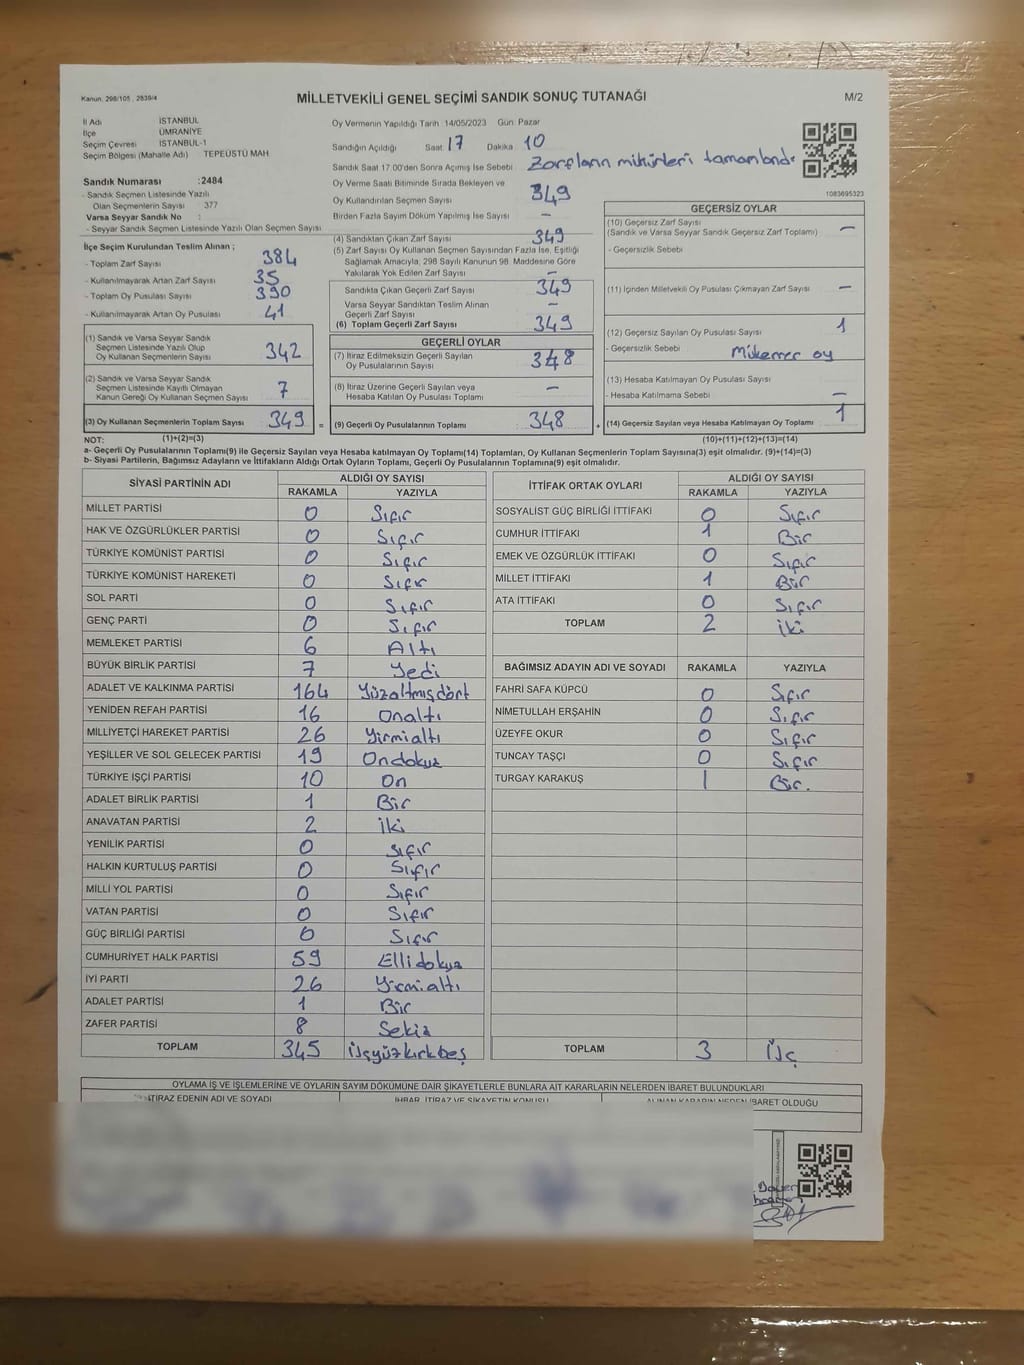 Kanun. 298/105 , 2839/4
MİLLETVEKİLİ GENEL SEÇİMİ SANDIK SONUÇ TUTANAĞI
M/2
İl Adı İSTANBUL
İlçe ÜMRANİYE
Seçim Çevresi İSTANBUL-1
Seçim Bölgesi (Mahalle Adı) TEPEÜSTÜ MAH
Sandık Numarası :2484
- Sandık Seçmen Listesinde Yazılı
Olan Seçmenlerin Sayısı 377
Varsa Seyyar Sandık No :
- Seyyar Sandık Seçmen Listesinde Yazılı Olan Seçmen Sayısı
Oy Vermenin Yapıldığı Tarih 14/05/2023 Gün: Pazar
Sandığın Açıldığı Saat 17 Dakika 10
Sandık Saat 17.00'den Sonra Açımış İse Sebebi Zarfların mühürleri tamamlandı.
Oy Verme Saati Bitiminde Sırada Bekleyen ve
Oy Kullandırılan Seçmen Sayısı 349
Birden Fazla Sayım Döküm Yapılmış İse Sayısı –
1083695323
İlçe Seçim Kurulundan Teslim Alınan ;
- Toplam Zarf Sayısı 384
- Kullanılmayarak Artan Zarf Sayısı 35
- Toplam Oy Pusulası Sayısı 390
- Kullanılmayarak Artan Oy Pusulası 41
(1) Sandık ve Varsa Seyyar Sandık
Seçmen Listesinde Yazılı Olup
Oy Kullanan Seçmenlerin Sayısı 342
(2) Sandık ve Varsa Seyyar Sandık
Seçmen Listesinde Kayıtlı Olmayan
Kanun Gereği Oy Kullanan Seçmen Sayısı 7
(3) Oy Kullanan Seçmenlerin Toplam Sayısı 349 =
(4) Sandıktan Çıkan Zarf Sayısı 349
(5) Zarf Sayısı Oy Kullanan Seçmen Sayısından Fazla İse, Eşitliği
Sağlamak Amacıyla, 298 Sayılı Kanunun 98. Maddesine Göre
Yakılarak Yok Edilen Zarf Sayısı –
Sandıkta Çıkan Geçerli Zarf Sayısı 349
Varsa Seyyar Sandıktan Teslim Alınan
Geçerli Zarf Sayısı –
(6) Toplam Geçerli Zarf Sayısı 349
GEÇERLİ OYLAR
(7) İtiraz Edilmeksizin Geçerli Sayılan
Oy Pusulalarının Sayısı 348
(8) İtiraz Üzerine Geçerli Sayılan veya
Hesaba Katılan Oy Pusulası Toplamı –
(9) Geçerli Oy Pusulalarının Toplamı 348 +
GEÇERSİZ OYLAR
(10) Geçersiz Zarf Sayısı
(Sandık ve Varsa Seyyar Sandık Geçersiz Zarf Toplamı) –
- Geçersizlik Sebebi
(11) İçinden Milletvekili Oy Pusulası Çıkmayan Zarf Sayısı –
(12) Geçersiz Sayılan Oy Pusulası Sayısı 1
- Geçersizlik Sebebi Mükerrer oy
(13) Hesaba Katılmayan Oy Pusulası Sayısı
- Hesaba Katılmama Sebebi –
(14) Geçersiz Sayılan veya Hesaba Katılmayan Oy Toplamı 1
NOT: (1)+(2)=(3) (10)+(11)+(12)+(13)=(14)
a- Geçerli Oy Pusulalarının Toplamı(9) ile Geçersiz Sayılan veya Hesaba katılmayan Oy Toplamı(14) Toplamları, Oy Kullanan Seçmenlerin Toplam Sayısına(3) eşit olmalıdır. (9)+(14)=(3)
b- Siyasi Partilerin, Bağımsız Adayların ve İttifakların Aldığı Ortak Oyların Toplamı, Geçerli Oy Pusulalarının Toplamına(9) eşit olmalıdır.
SİYASİ PARTİNİN ADI ALDIĞI OY SAYISI
RAKAMLA YAZIYLA
MİLLET PARTİSİ 0 Sıfır
HAK VE ÖZGÜRLÜKLER PARTİSİ 0 Sıfır
TÜRKİYE KOMÜNİST PARTİSİ 0 Sıfır
TÜRKİYE KOMÜNİST HAREKETİ 0 Sıfır
SOL PARTİ 0 Sıfır
GENÇ PARTİ 0 Sıfır
MEMLEKET PARTİSİ 6 Altı
BÜYÜK BİRLİK PARTİSİ 7 Yedi
ADALET VE KALKINMA PARTİSİ 164 Yüzaltmışdört
YENİDEN REFAH PARTİSİ 16 Onaltı
MİLLİYETÇİ HAREKET PARTİSİ 26 Yirmialtı
YEŞİLLER VE SOL GELECEK PARTİSİ 19 Ondokuz
TÜRKİYE İŞÇİ PARTİSİ 10 On
ADALET BİRLİK PARTİSİ 1 Bir
ANAVATAN PARTİSİ 2 İki
YENİLİK PARTİSİ 0 Sıfır
HALKIN KURTULUŞ PARTİSİ 0 Sıfır
MİLLİ YOL PARTİSİ 0 Sıfır
VATAN PARTİSİ 0 Sıfır
GÜÇ BİRLİĞİ PARTİSİ 0 Sıfır
CUMHURİYET HALK PARTİSİ 59 Ellidokuz
İYİ PARTİ 26 Yirmialtı
ADALET PARTİSİ 1 Bir
ZAFER PARTİSİ 8 Sekiz
TOPLAM 345 Üçyüzkırkbeş
İTTİFAK ORTAK OYLARI ALDIĞI OY SAYISI
RAKAMLA YAZIYLA
SOSYALİST GÜÇ BİRLİĞİ İTTİFAKI 0 Sıfır
CUMHUR İTTİFAKI 1 Bir
EMEK VE ÖZGÜRLÜK İTTİFAKI 0 Sıfır
MİLLET İTTİFAKI 1 Bir
ATA İTTİFAKI 0 Sıfır
TOPLAM 2 İki
BAĞIMSIZ ADAYIN ADI VE SOYADI RAKAMLA YAZIYLA
FAHRİ SAFA KÜPCÜ 0 Sıfır
NİMETULLAH ERŞAHİN 0 Sıfır
ÜZEYFE OKUR 0 Sıfır
TUNCAY TAŞÇI 0 Sıfır
TURGAY KARAKUŞ 1 Bir.
TOPLAM 3 Üç
OYLAMA İŞ VE İŞLEMLERİNE VE OYLARIN SAYIM DÖKÜMÜNE DAİR ŞİKAYETLERLE BUNLARA AİT KARARLARIN NELERDEN İBARET BULUNDUKLARI
İTİRAZ EDENİN ADI VE SOYADI İHBAR, İTİRAZ VE ŞİKAYETİN KONUSU ALINAN KARARIN NEDEN İBARET OLDUĞU